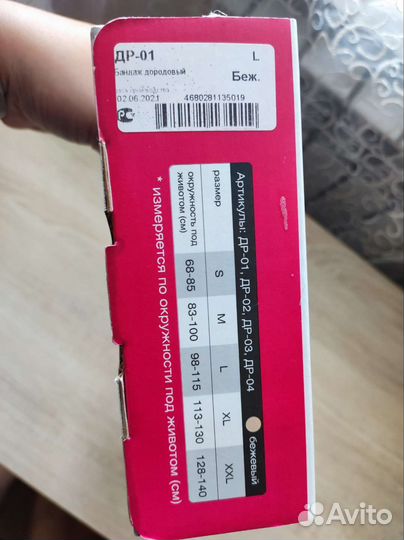 ДР-01 L
Бандаж дородовый
Беж.
02.06.2021 4680281135019
РС
Артикулы: ДР-01, ДР-02, ДР-03, ДР-04 бежевый
размер S M L XL XXL
окружность под
животом (см) 68-85 83-100 98-115 113-130 128-140
* измеряется по окружности под животом (см)
Avito